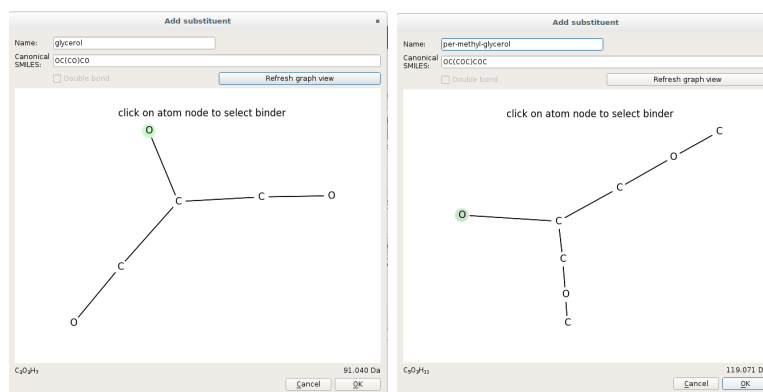 Add substituent
Name: glycerol
Canonical SMILES: OC(CO)CO
Double bond
Refresh graph view
click on atom node to select binder
O
C C O
C
O
C₃O₃H₇ 91.040 Da
Cancel OK
Add substituent
Name: per-methyl-glycerol
Canonical SMILES: OC(COC)COC
Double bond
Refresh graph view
click on atom node to select binder
C
O
C
O C
C
O
C
C₅O₃H₁₁ 119.071 D
Cancel OK